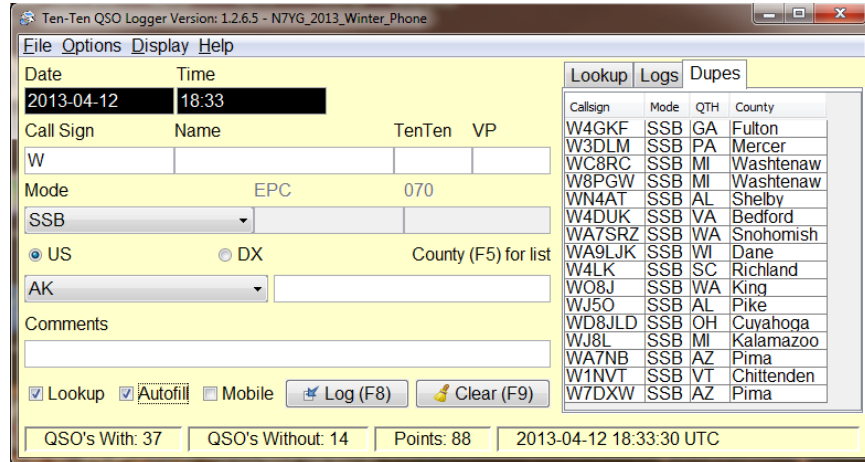 Ten-Ten QSO Logger Version: 1.2.6.5 - N7YG_2013_Winter_Phone
File Options Display Help
Date Time
2013-04-12 18:33
Call Sign Name TenTen VP
W
Mode EPC 070
SSB
US DX County (F5) for list
AK
Comments
Lookup Autofill Mobile Log (F8) Clear (F9)
Lookup Logs Dupes
Callsign Mode QTH County
W4GKF SSB GA Fulton
W3DLM SSB PA Mercer
WC8RC SSB MI Washtenaw
W8PGW SSB MI Washtenaw
WN4AT SSB AL Shelby
W4DUK SSB VA Bedford
WA7SRZ SSB WA Snohomish
WA9LJK SSB WI Dane
W4LK SSB SC Richland
WO8J SSB WA King
WJ5O SSB AL Pike
WD8JLD SSB OH Cuyahoga
WJ8L SSB MI Kalamazoo
WA7NB SSB AZ Pima
W1NVT SSB VT Chittenden
W7DXW SSB AZ Pima
QSO's With: 37 QSO's Without: 14 Points: 88 2013-04-12 18:33:30 UTC